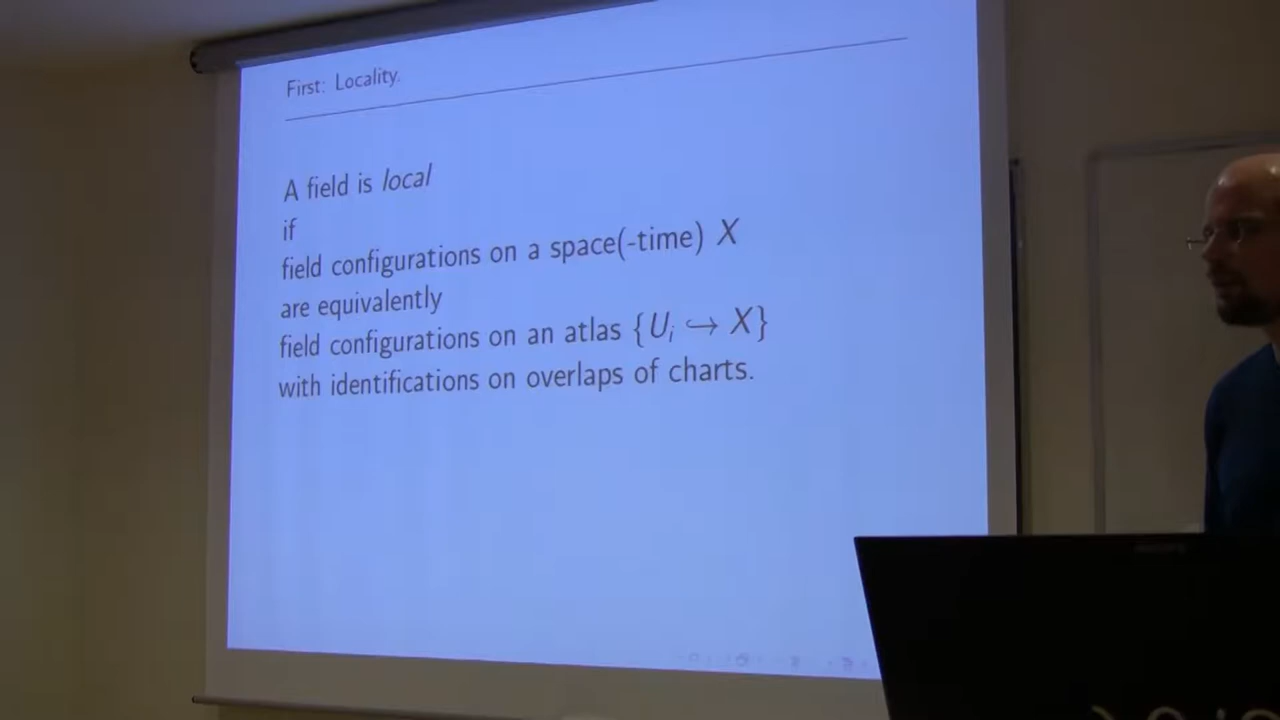 First: Locality.
A field is local
if
field configurations on a space(-time) X
are equivalently
field configurations on an atlas {U_i ↪ X}
with identifications on overlaps of charts.